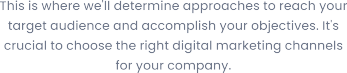 This is where we'll determine approaches to reach your
target audience and accomplish your objectives. It's
crucial to choose the right digital marketing channels
for your company.